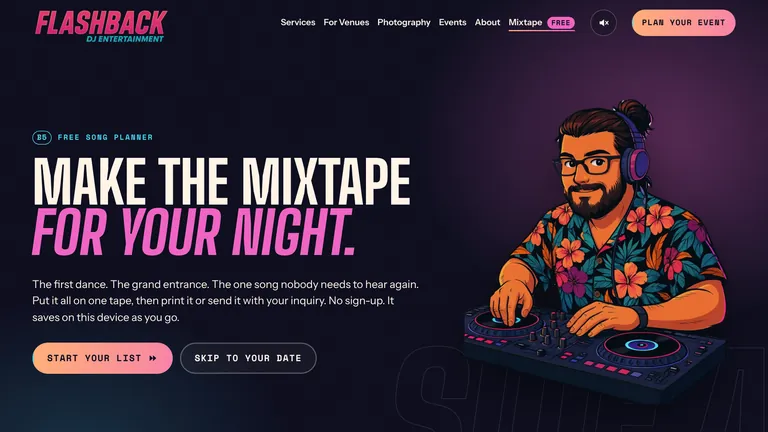 FLASHBACK
DJ ENTERTAINMENT
Services For Venues Photography Events About Mixtape FREE
PLAN YOUR EVENT
B5 FREE SONG PLANNER
MAKE THE MIXTAPE
FOR YOUR NIGHT.
The first dance. The grand entrance. The one song nobody needs to hear again.
Put it all on one tape, then print it or send it with your inquiry. No sign-up. It
saves on this device as you go.
START YOUR LIST
SKIP TO YOUR DATE